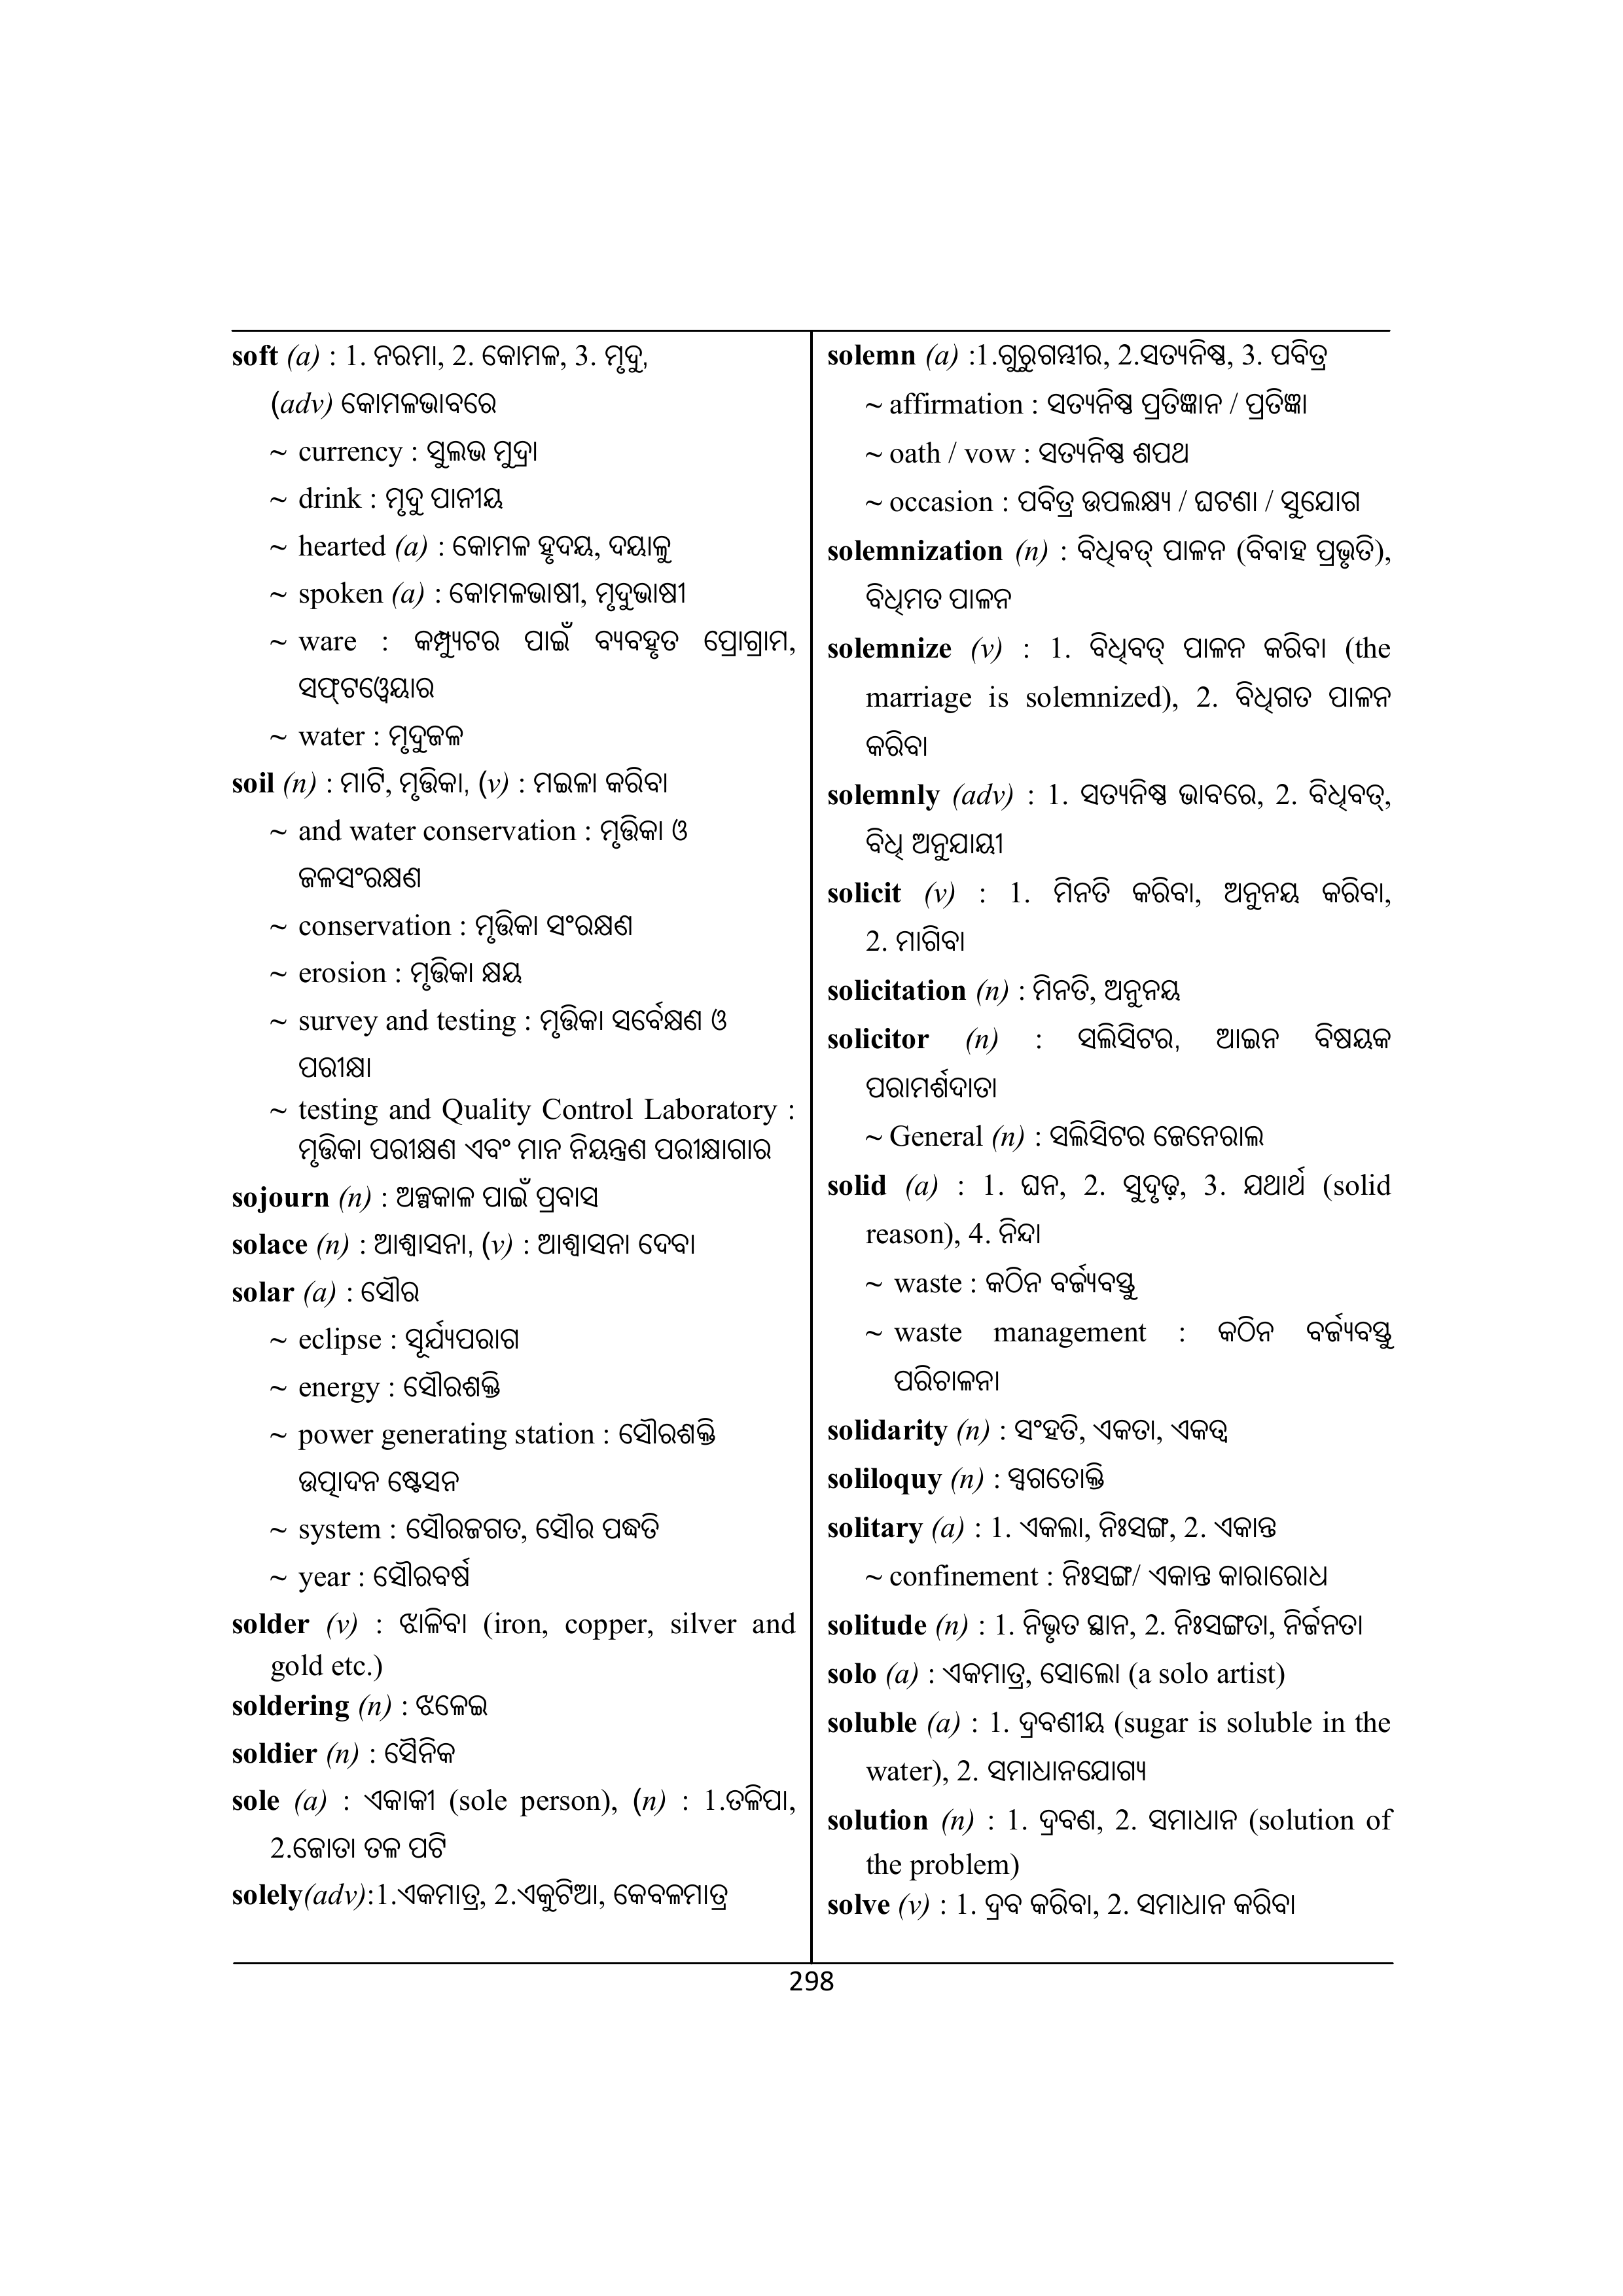 soft (a) : 1. ନରମା, 2. କୋମଳ, 3. ମୃଦୁ,
(adv) କୋମଳଭାବରେ
~ currency : ସୁଲଭ ମୁଦ୍ରା
~ drink : ମୃଦୁ ପାନୀୟ
~ hearted (a) : କୋମଳ ହୃଦୟ, ଦୟାଳୁ
~ spoken (a) : କୋମଳଭାଷୀ, ମୃଦୁଭାଷୀ
~ ware : କମ୍ପ୍ୟୁଟର ପାଇଁ ବ୍ୟବହୃତ ପ୍ରୋଗ୍ରାମ,
ସଫ୍‌ଟୱେୟାର
~ water : ମୃଦୁଜଳ
soil (n) : ମାଟି, ମୃତ୍ତିକା, (v) : ମଇଳା କରିବା
~ and water conservation : ମୃତ୍ତିକା ଓ
ଜଳସଂରକ୍ଷଣ
~ conservation : ମୃତ୍ତିକା ସଂରକ୍ଷଣ
~ erosion : ମୃତ୍ତିକା କ୍ଷୟ
~ survey and testing : ମୃତ୍ତିକା ସର୍ବେକ୍ଷଣ ଓ
ପରୀକ୍ଷା
~ testing and Quality Control Laboratory :
ମୃତ୍ତିକା ପରୀକ୍ଷଣ ଏବଂ ମାନ ନିୟନ୍ତ୍ରଣ ପରୀକ୍ଷାଗାର
sojourn (n) : ଅଳ୍ପକାଳ ପାଇଁ ପ୍ରବାସ
solace (n) : ଆଶ୍ୱାସନା, (v) : ଆଶ୍ୱାସନା ଦେବା
solar (a) : ସୌର
~ eclipse : ସୂର୍ଯ୍ୟପରାଗ
~ energy : ସୌରଶକ୍ତି
~ power generating station : ସୌରଶକ୍ତି
ଉତ୍ପାଦନ ଷ୍ଟେସନ
~ system : ସୌରଜଗତ, ସୌର ପଦ୍ଧତି
~ year : ସୌରବର୍ଷ
solder (v) : ଝାଳିବା (iron, copper, silver and
gold etc.)
soldering (n) : ଝଳେଇ
soldier (n) : ସୈନିକ
sole (a) : ଏକାକୀ (sole person), (n) : 1.ତଳିପା,
2.ଜୋତା ତଳ ପଟି
solely(adv):1.ଏକମାତ୍ର, 2.ଏକୁଟିଆ, କେବଳମାତ୍ର
solemn (a) :1.ଗୁରୁଗମ୍ଭୀର, 2.ସତ୍ୟନିଷ୍ଠ, 3. ପବିତ୍ର
~ affirmation : ସତ୍ୟନିଷ୍ଠ ପ୍ରତିଜ୍ଞାନ / ପ୍ରତିଜ୍ଞା
~ oath / vow : ସତ୍ୟନିଷ୍ଠ ଶପଥ
~ occasion : ପବିତ୍ର ଉପଲକ୍ଷ୍ୟ / ଘଟଣା / ସୁଯୋଗ
solemnization (n) : ବିଧିବତ୍ ପାଳନ (ବିବାହ ପ୍ରଭୃତି),
ବିଧିମତ ପାଳନ
solemnize (v) : 1. ବିଧିବତ୍ ପାଳନ କରିବା (the
marriage is solemnized), 2. ବିଧିଗତ ପାଳନ
କରିବା
solemnly (adv) : 1. ସତ୍ୟନିଷ୍ଠ ଭାବରେ, 2. ବିଧିବତ୍,
ବିଧି ଅନୁଯାୟୀ
solicit (v) : 1. ମିନତି କରିବା, ଅନୁନୟ କରିବା,
2. ମାଗିବା
solicitation (n) : ମିନତି, ଅନୁନୟ
solicitor (n) : ସଲିସିଟର, ଆଇନ ବିଷୟକ
ପରାମର୍ଶଦାତା
~ General (n) : ସଲିସିଟର ଜେନେରାଲ
solid (a) : 1. ଘନ, 2. ସୁଦୃଢ଼, 3. ଯଥାର୍ଥ (solid
reason), 4. ନିନ୍ଦା
~ waste : କଠିନ ବର୍ଜ୍ୟବସ୍ତୁ
~ waste management : କଠିନ ବର୍ଜ୍ୟବସ୍ତୁ
ପରିଚାଳନା
solidarity (n) : ସଂହତି, ଏକତା, ଏକତ୍ୱ
soliloquy (n) : ସ୍ୱଗତୋକ୍ତି
solitary (a) : 1. ଏକଲା, ନିଃସଙ୍ଗ, 2. ଏକାନ୍ତ
~ confinement : ନିଃସଙ୍ଗ/ ଏକାନ୍ତ କାରାରୋଧ
solitude (n) : 1. ନିଭୃତ ସ୍ଥାନ, 2. ନିଃସଙ୍ଗତା, ନିର୍ଜନତା
solo (a) : ଏକମାତ୍ର, ସୋଲୋ (a solo artist)
soluble (a) : 1. ଦ୍ରବଣୀୟ (sugar is soluble in the
water), 2. ସମାଧାନଯୋଗ୍ୟ
solution (n) : 1. ଦ୍ରବଣ, 2. ସମାଧାନ (solution of
the problem)
solve (v) : 1. ଦ୍ରବ କରିବା, 2. ସମାଧାନ କରିବା
298